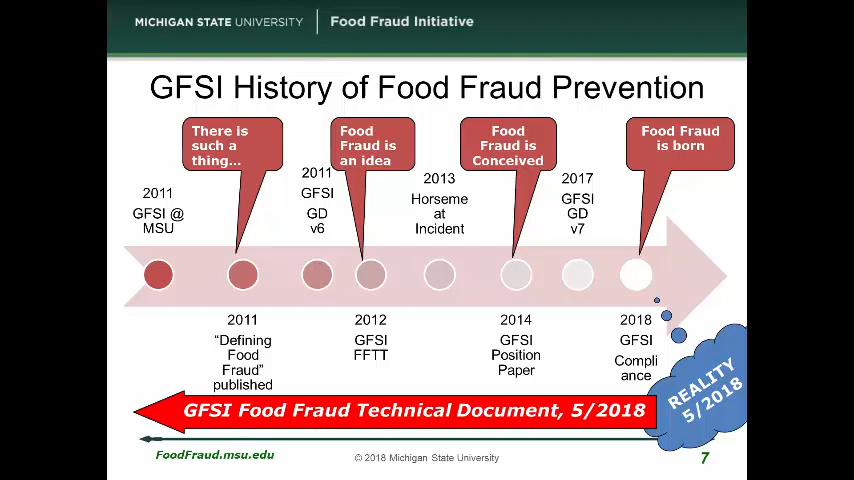 MICHIGAN STATE UNIVERSITY
Food Fraud Initiative
GFSI History of Food Fraud Prevention
There is
such a
thing…
Food
Fraud is
an idea
Food
Fraud is
Conceived
Food Fraud
is born
2011
GFSI @
MSU
2011
GFSI
GD
v6
2013
Horseme
at
Incident
2017
GFSI
GD
v7
2011
“Defining
Food
Fraud”
published
2012
GFSI
FFTT
2014
GFSI
Position
Paper
2018
GFSI
Compli
ance
REALITY
5/2018
GFSI Food Fraud Technical Document, 5/2018
FoodFraud.msu.edu
© 2018 Michigan State University
7